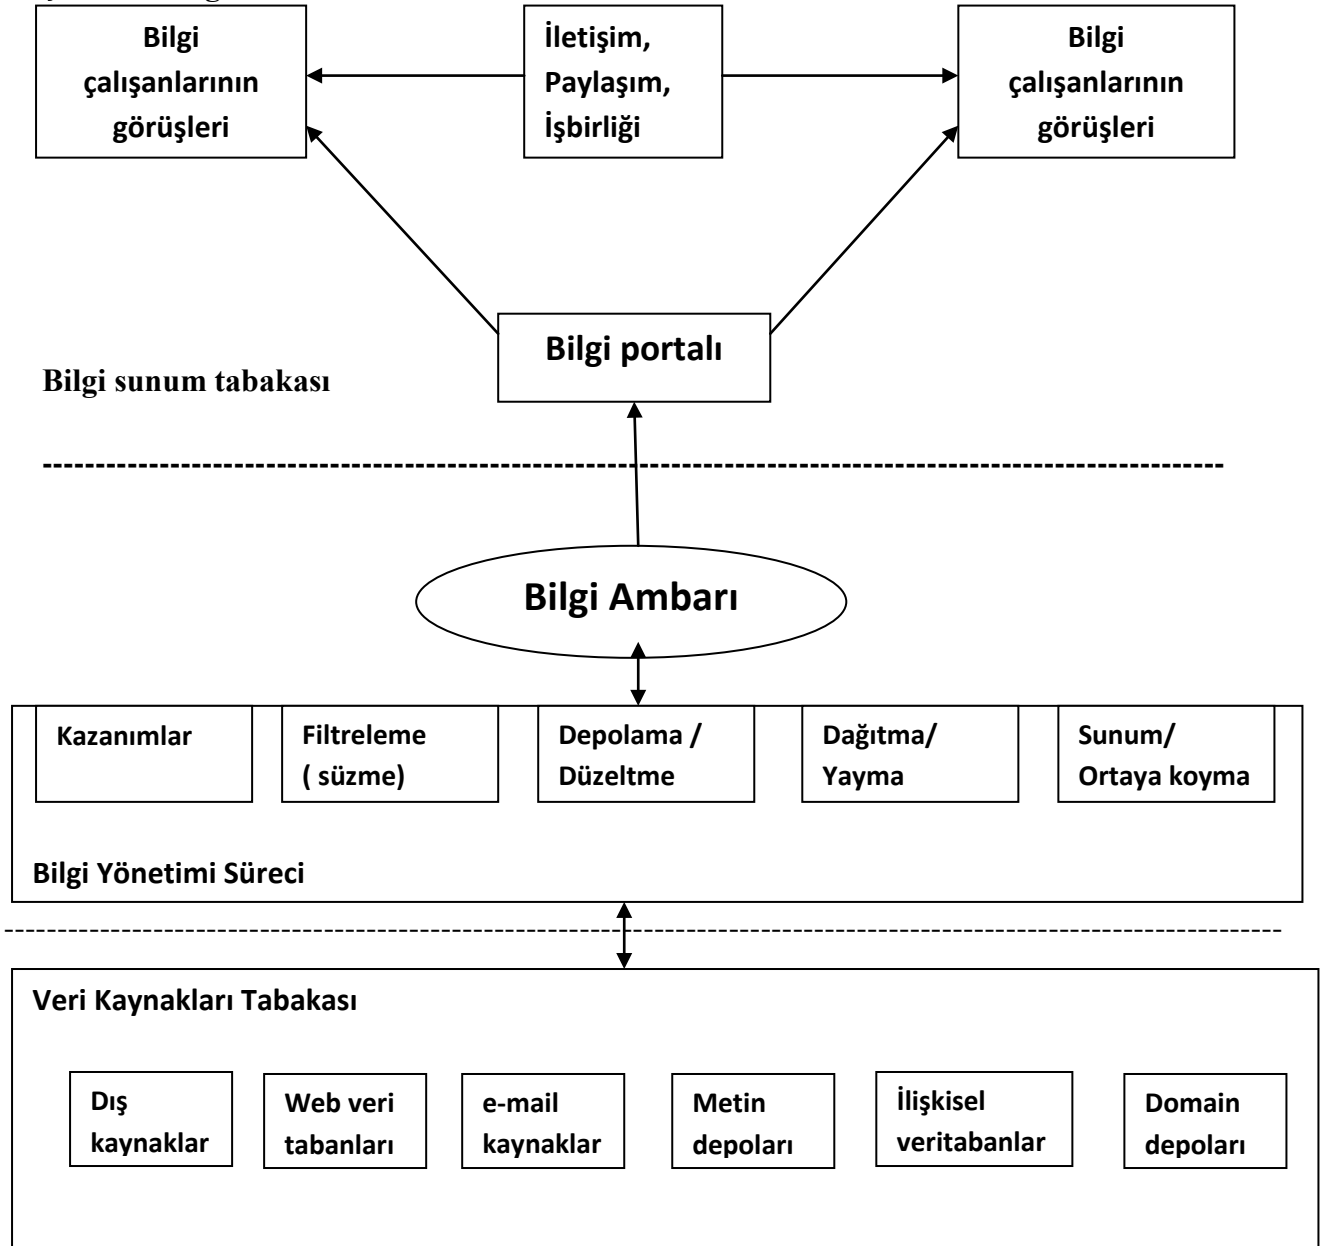 Bilgi
çalışanlarının
görüşleri
İletişim,
Paylaşım,
İşbirliği
Bilgi
çalışanlarının
görüşleri
Bilgi portalı
Bilgi sunum tabakası
Bilgi Ambarı
Kazanımlar
Filtreleme
( süzme)
Depolama /
Düzeltme
Dağıtma/
Yayma
Sunum/
Ortaya koyma
Bilgi Yönetimi Süreci
Veri Kaynakları Tabakası
Dış
kaynaklar
Web veri
tabanları
e-mail
kaynaklar
Metin
depoları
İlişkisel
veritabanlar
Domain
depoları